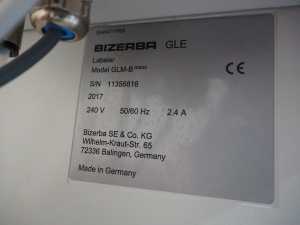 BIZERBA GLE
Labeler
Model GLM-B maxx
CE
S/N 11356816
2017
240 V 50/60 Hz 2.4 A
Bizerba SE & Co. KG
Wilhelm-Kraut-Str. 65
72336 Balingen, Germany
Made in Germany